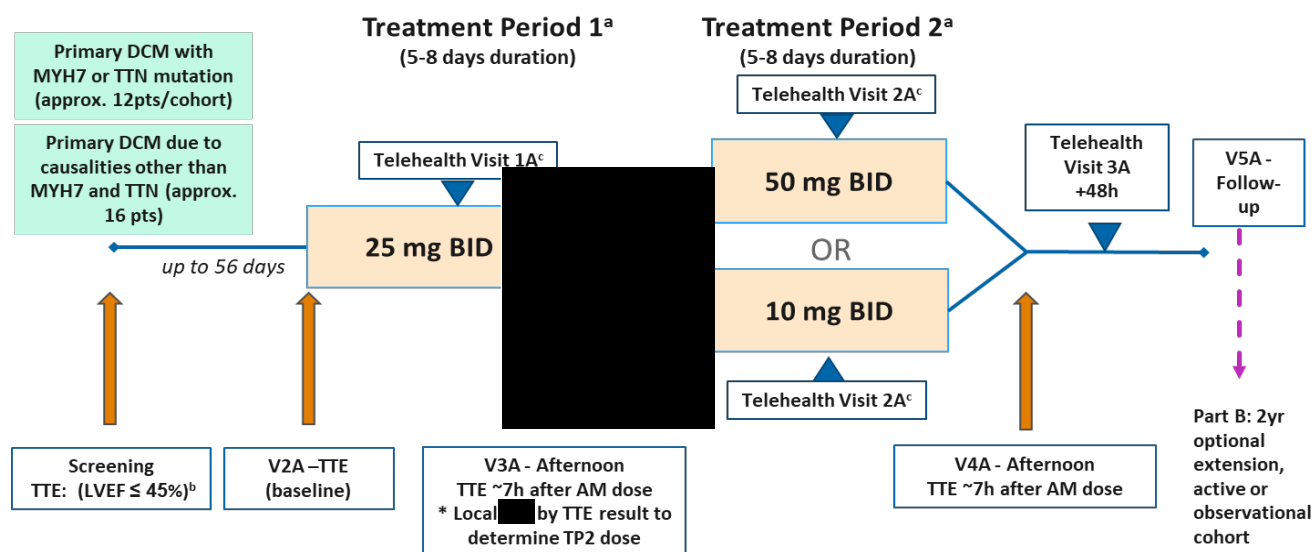 Treatment Period 1ᵃ
(5-8 days duration)
Treatment Period 2ᵃ
(5-8 days duration)
Primary DCM with
MYH7 or TTN mutation
(approx. 12pts/cohort)
Primary DCM due to
causalities other than
MYH7 and TTN (approx.
16 pts)
up to 56 days
Telehealth Visit 1Aᶜ
25 mg BID
Telehealth Visit 2Aᶜ
50 mg BID
OR
10 mg BID
Telehealth Visit 2Aᶜ
Telehealth
Visit 3A
+48h
V5A -
Follow-
up
Screening
TTE: (LVEF ≤ 45%)ᵇ
V2A –TTE
(baseline)
V3A - Afternoon
TTE ~7h after AM dose
* Local by TTE result to
determine TP2 dose
V4A - Afternoon
TTE ~7h after AM dose
Part B: 2yr
optional
extension,
active or
observational
cohort